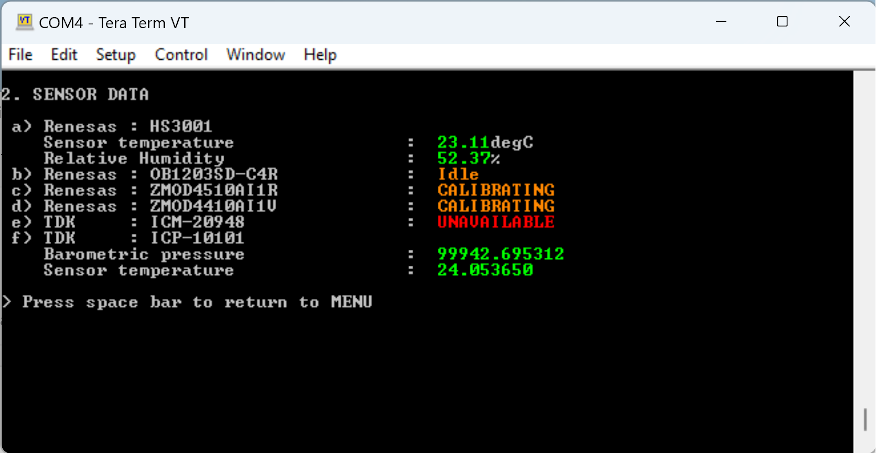 COM4 - Tera Term VT
File Edit Setup Control Window Help
2. SENSOR DATA
a) Renesas : HS3001
Sensor temperature : 23.11degC
Relative Humidity : 52.37%
b) Renesas : OB1203SD-C4R : Idle
c) Renesas : ZMOD4510AI1R : CALIBRATING
d) Renesas : ZMOD4410AI1V : CALIBRATING
e) TDK : ICM-20948 : UNAVAILABLE
f) TDK : ICP-10101
Barometric pressure : 99942.695312
Sensor temperature : 24.053650
> Press space bar to return to MENU